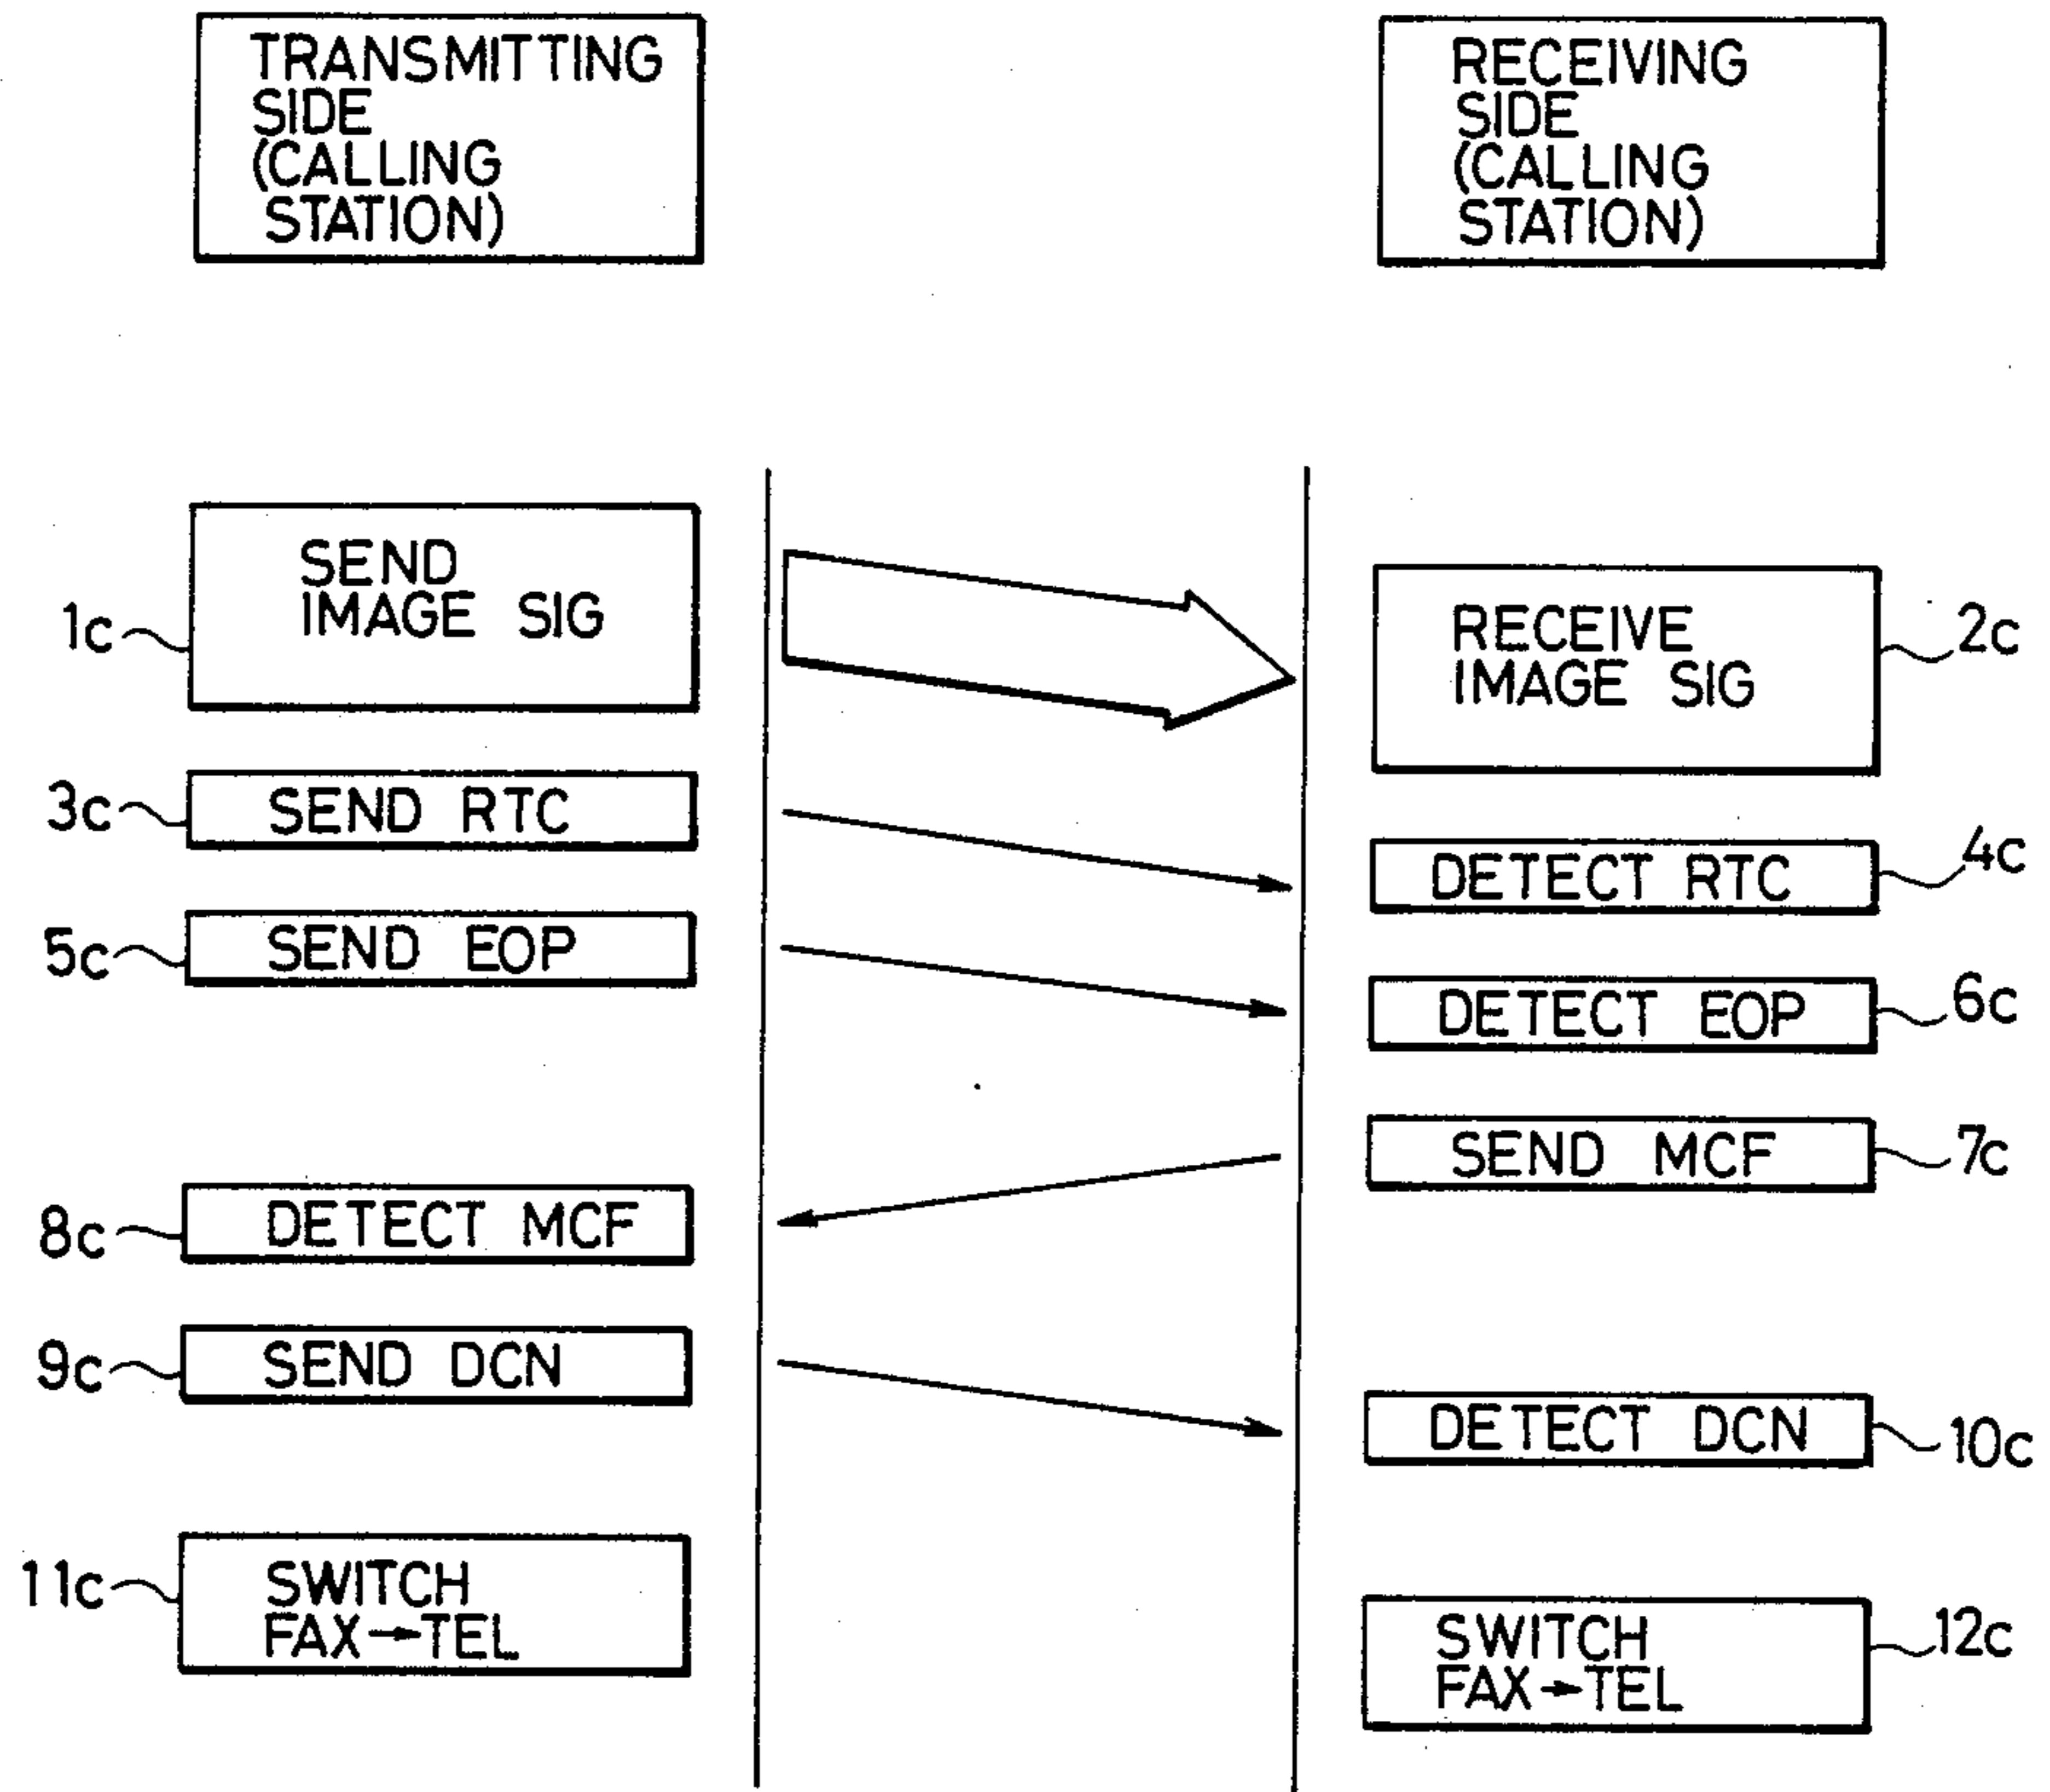 TRANSMITTING
SIDE
(CALLING
STATION)
RECEIVING
SIDE
(CALLING
STATION)
1c
SEND
IMAGE SIG
RECEIVE
IMAGE SIG
2c
3c
SEND RTC
DETECT RTC
4c
5c
SEND EOP
DETECT EOP
6c
SEND MCF
7c
8c
DETECT MCF
9c
SEND DCN
DETECT DCN
10c
11c
SWITCH
FAX→TEL
SWITCH
FAX→TEL
12c